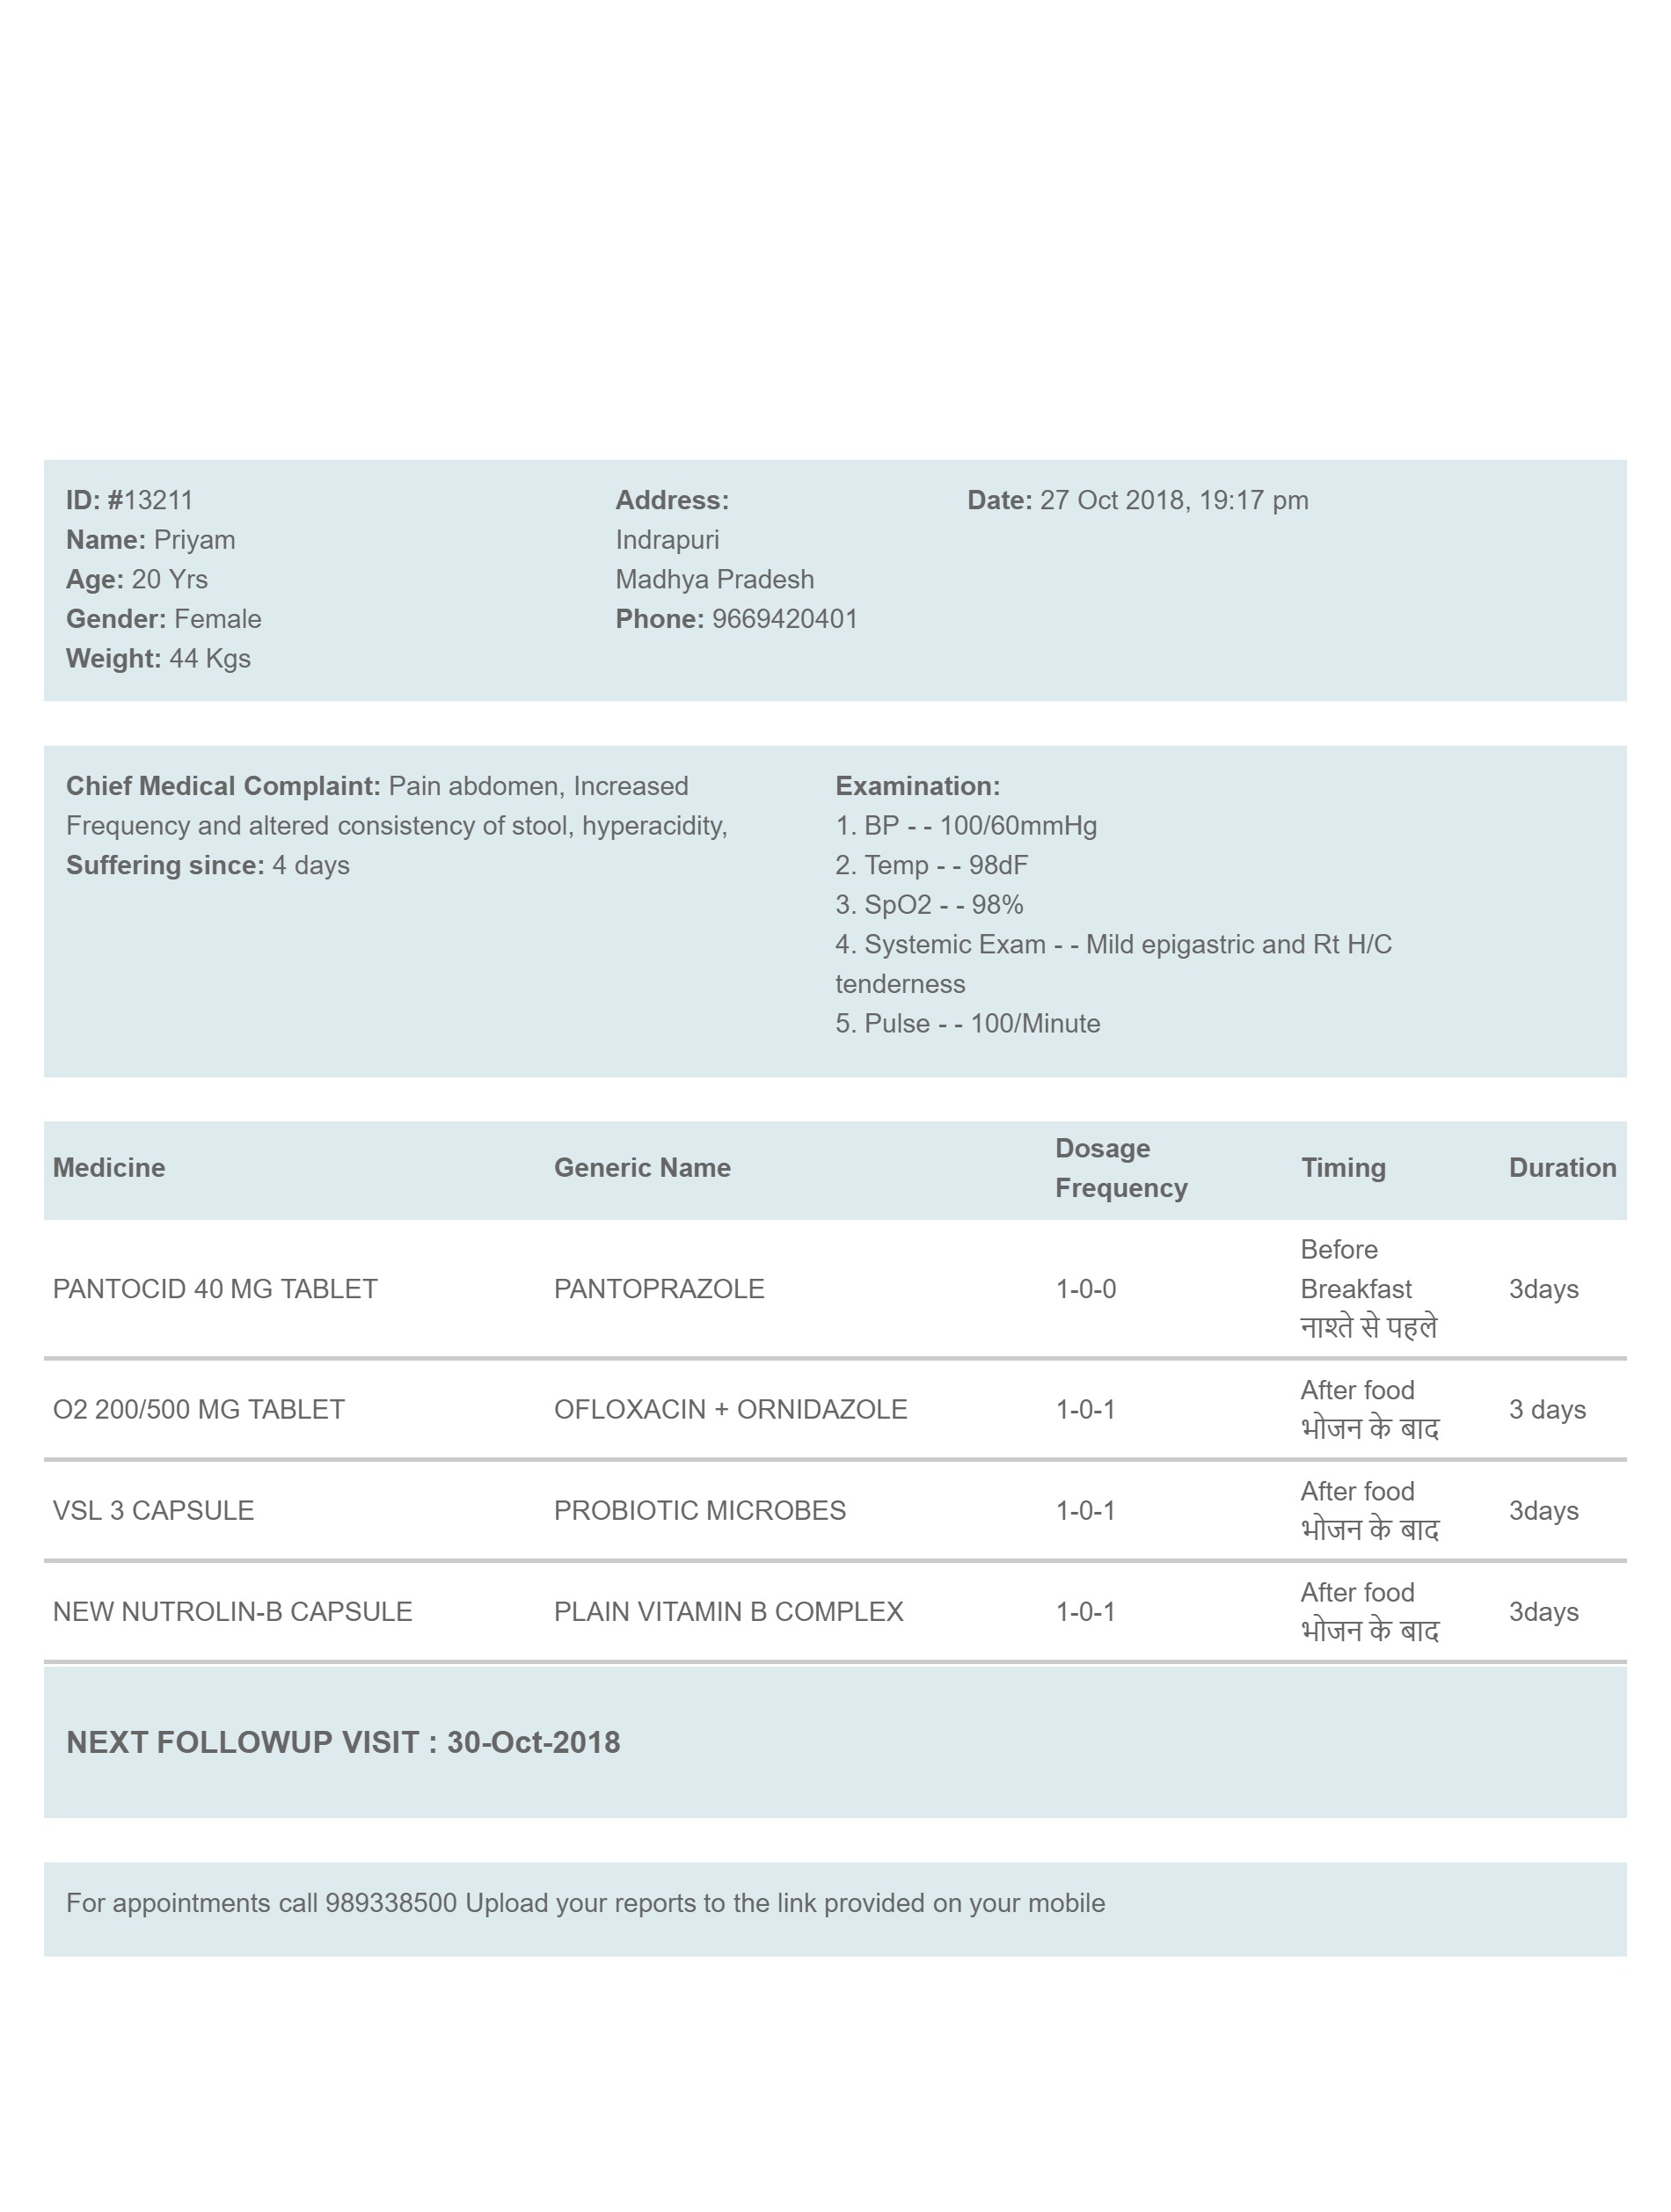 ID: #13211
Name: Priyam
Age: 20 Yrs
Gender: Female
Weight: 44 Kgs
Address:
Indrapuri
Madhya Pradesh
Phone: 9669420401
Date: 27 Oct 2018, 19:17 pm
Chief Medical Complaint: Pain abdomen, Increased
Frequency and altered consistency of stool, hyperacidity,
Suffering since: 4 days
Examination:
1. BP - - 100/60mmHg
2. Temp - - 98dF
3. SpO2 - - 98%
4. Systemic Exam - - Mild epigastric and Rt H/C
tenderness
5. Pulse - - 100/Minute
Medicine Generic Name Dosage Frequency Timing Duration
PANTOCID 40 MG TABLET PANTOPRAZOLE 1-0-0 Before Breakfast नाश्ते से पहले 3days
O2 200/500 MG TABLET OFLOXACIN + ORNIDAZOLE 1-0-1 After food भोजन के बाद 3 days
VSL 3 CAPSULE PROBIOTIC MICROBES 1-0-1 After food भोजन के बाद 3days
NEW NUTROLIN-B CAPSULE PLAIN VITAMIN B COMPLEX 1-0-1 After food भोजन के बाद 3days
NEXT FOLLOWUP VISIT : 30-Oct-2018
For appointments call 989338500 Upload your reports to the link provided on your mobile